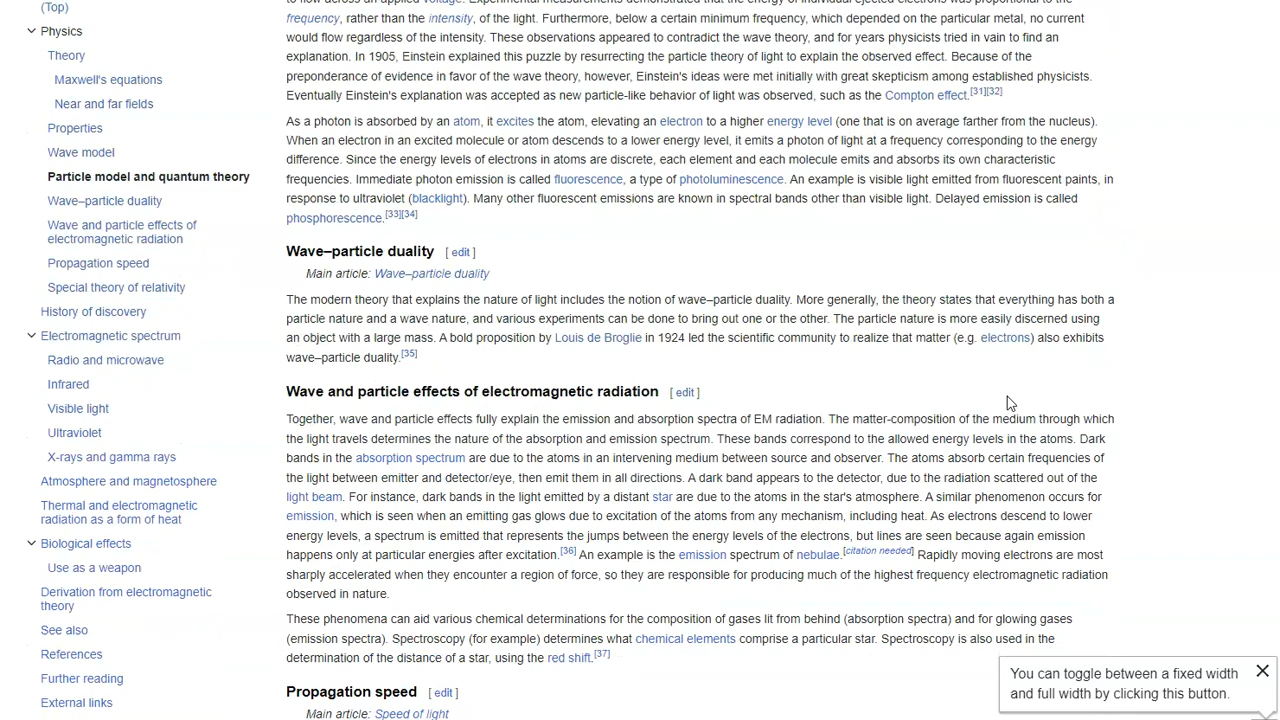 (Top)
Physics
Theory
Maxwell's equations
Near and far fields
Properties
Wave model
Particle model and quantum theory
Wave–particle duality
Wave and particle effects of
electromagnetic radiation
Propagation speed
Special theory of relativity
History of discovery
Electromagnetic spectrum
Radio and microwave
Infrared
Visible light
Ultraviolet
X-rays and gamma rays
Atmosphere and magnetosphere
Thermal and electromagnetic
radiation as a form of heat
Biological effects
Use as a weapon
Derivation from electromagnetic
theory
See also
References
Further reading
External links
frequency, rather than the intensity, of the light. Furthermore, below a certain minimum frequency, which depended on the particular metal, no current
would flow regardless of the intensity. These observations appeared to contradict the wave theory, and for years physicists tried in vain to find an
explanation. In 1905, Einstein explained this puzzle by resurrecting the particle theory of light to explain the observed effect. Because of the
preponderance of evidence in favor of the wave theory, however, Einstein's ideas were met initially with great skepticism among established physicists.
Eventually Einstein's explanation was accepted as new particle-like behavior of light was observed, such as the Compton effect.[31][32]
As a photon is absorbed by an atom, it excites the atom, elevating an electron to a higher energy level (one that is on average farther from the nucleus).
When an electron in an excited molecule or atom descends to a lower energy level, it emits a photon of light at a frequency corresponding to the energy
difference. Since the energy levels of electrons in atoms are discrete, each element and each molecule emits and absorbs its own characteristic
frequencies. Immediate photon emission is called fluorescence, a type of photoluminescence. An example is visible light emitted from fluorescent paints, in
response to ultraviolet (blacklight). Many other fluorescent emissions are known in spectral bands other than visible light. Delayed emission is called
phosphorescence.[33][34]
Wave–particle duality [ edit ]
Main article: Wave–particle duality
The modern theory that explains the nature of light includes the notion of wave–particle duality. More generally, the theory states that everything has both a
particle nature and a wave nature, and various experiments can be done to bring out one or the other. The particle nature is more easily discerned using
an object with a large mass. A bold proposition by Louis de Broglie in 1924 led the scientific community to realize that matter (e.g. electrons) also exhibits
wave–particle duality.[35]
Wave and particle effects of electromagnetic radiation [ edit ]
Together, wave and particle effects fully explain the emission and absorption spectra of EM radiation. The matter-composition of the medium through which
the light travels determines the nature of the absorption and emission spectrum. These bands correspond to the allowed energy levels in the atoms. Dark
bands in the absorption spectrum are due to the atoms in an intervening medium between source and observer. The atoms absorb certain frequencies of
the light between emitter and detector/eye, then emit them in all directions. A dark band appears to the detector, due to the radiation scattered out of the
light beam. For instance, dark bands in the light emitted by a distant star are due to the atoms in the star's atmosphere. A similar phenomenon occurs for
emission, which is seen when an emitting gas glows due to excitation of the atoms from any mechanism, including heat. As electrons descend to lower
energy levels, a spectrum is emitted that represents the jumps between the energy levels of the electrons, but lines are seen because again emission
happens only at particular energies after excitation.[36] An example is the emission spectrum of nebulae.[citation needed] Rapidly moving electrons are most
sharply accelerated when they encounter a region of force, so they are responsible for producing much of the highest frequency electromagnetic radiation
observed in nature.
These phenomena can aid various chemical determinations for the composition of gases lit from behind (absorption spectra) and for glowing gases
(emission spectra). Spectroscopy (for example) determines what chemical elements comprise a particular star. Spectroscopy is also used in the
determination of the distance of a star, using the red shift.[37]
Propagation speed [ edit ]
Main article: Speed of light
You can toggle between a fixed width
and full width by clicking this button.